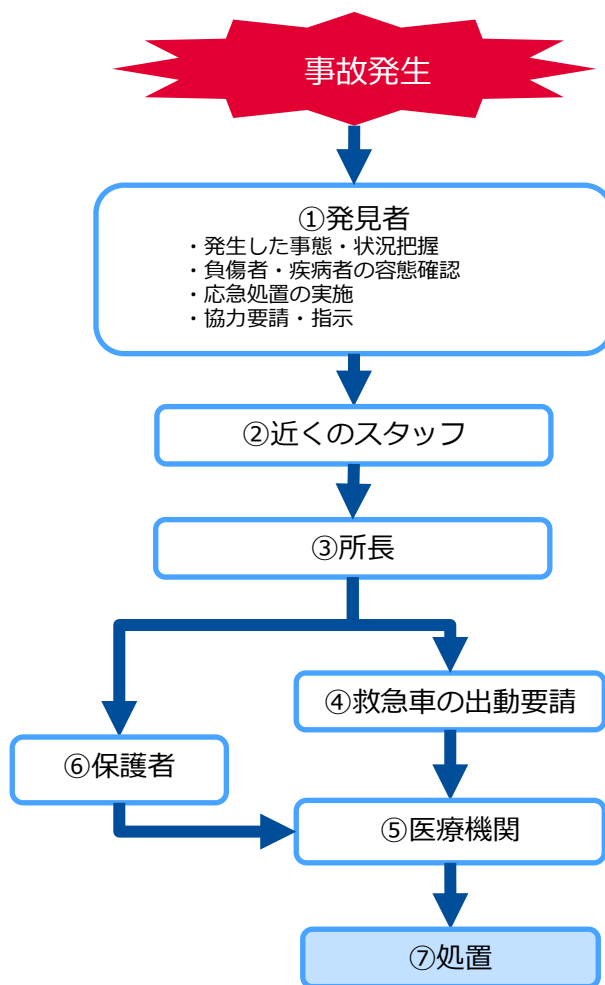 事故発生
①発見者
・発生した事態・状況把握
・負傷者・疾病者の容態確認
・応急処置の実施
・協力要請・指示
②近くのスタッフ
③所長
④救急車の出動要請
⑥保護者
⑤医療機関
⑦処置